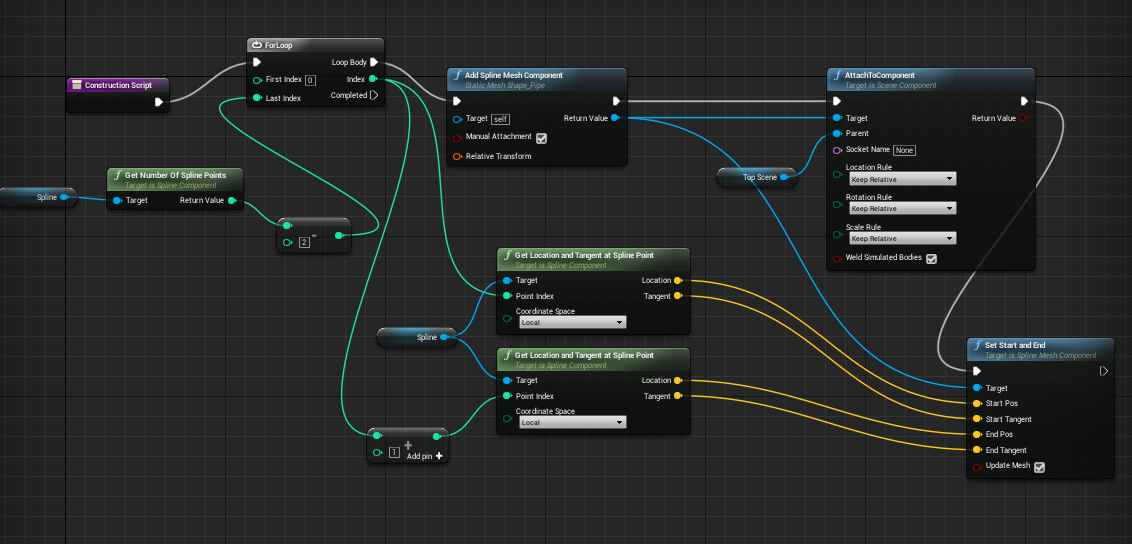 ForLoop
Loop Body
First Index 0
Index
Last Index
Completed
Construction Script
Add Spline Mesh Component
Static Mesh Shape_Pipe
Target self
Return Value
Manual Attachment
Relative Transform
AttachToComponent
Target is Scene Component
Target
Return Value
Parent
Socket Name None
Location Rule
Keep Relative
Rotation Rule
Keep Relative
Scale Rule
Keep Relative
Weld Simulated Bodies
Top Scene
Spline
Get Number Of Spline Points
Target is Spline Component
Target
Return Value
2 -
Get Location and Tangent at Spline Point
Target is Spline Component
Target
Location
Point Index
Tangent
Coordinate Space
Local
Spline
Get Location and Tangent at Spline Point
Target is Spline Component
Target
Location
Point Index
Tangent
Coordinate Space
Local
1 +
Add pin +
Set Start and End
Target is Spline Mesh Component
Target
Start Pos
Start Tangent
End Pos
End Tangent
Update Mesh